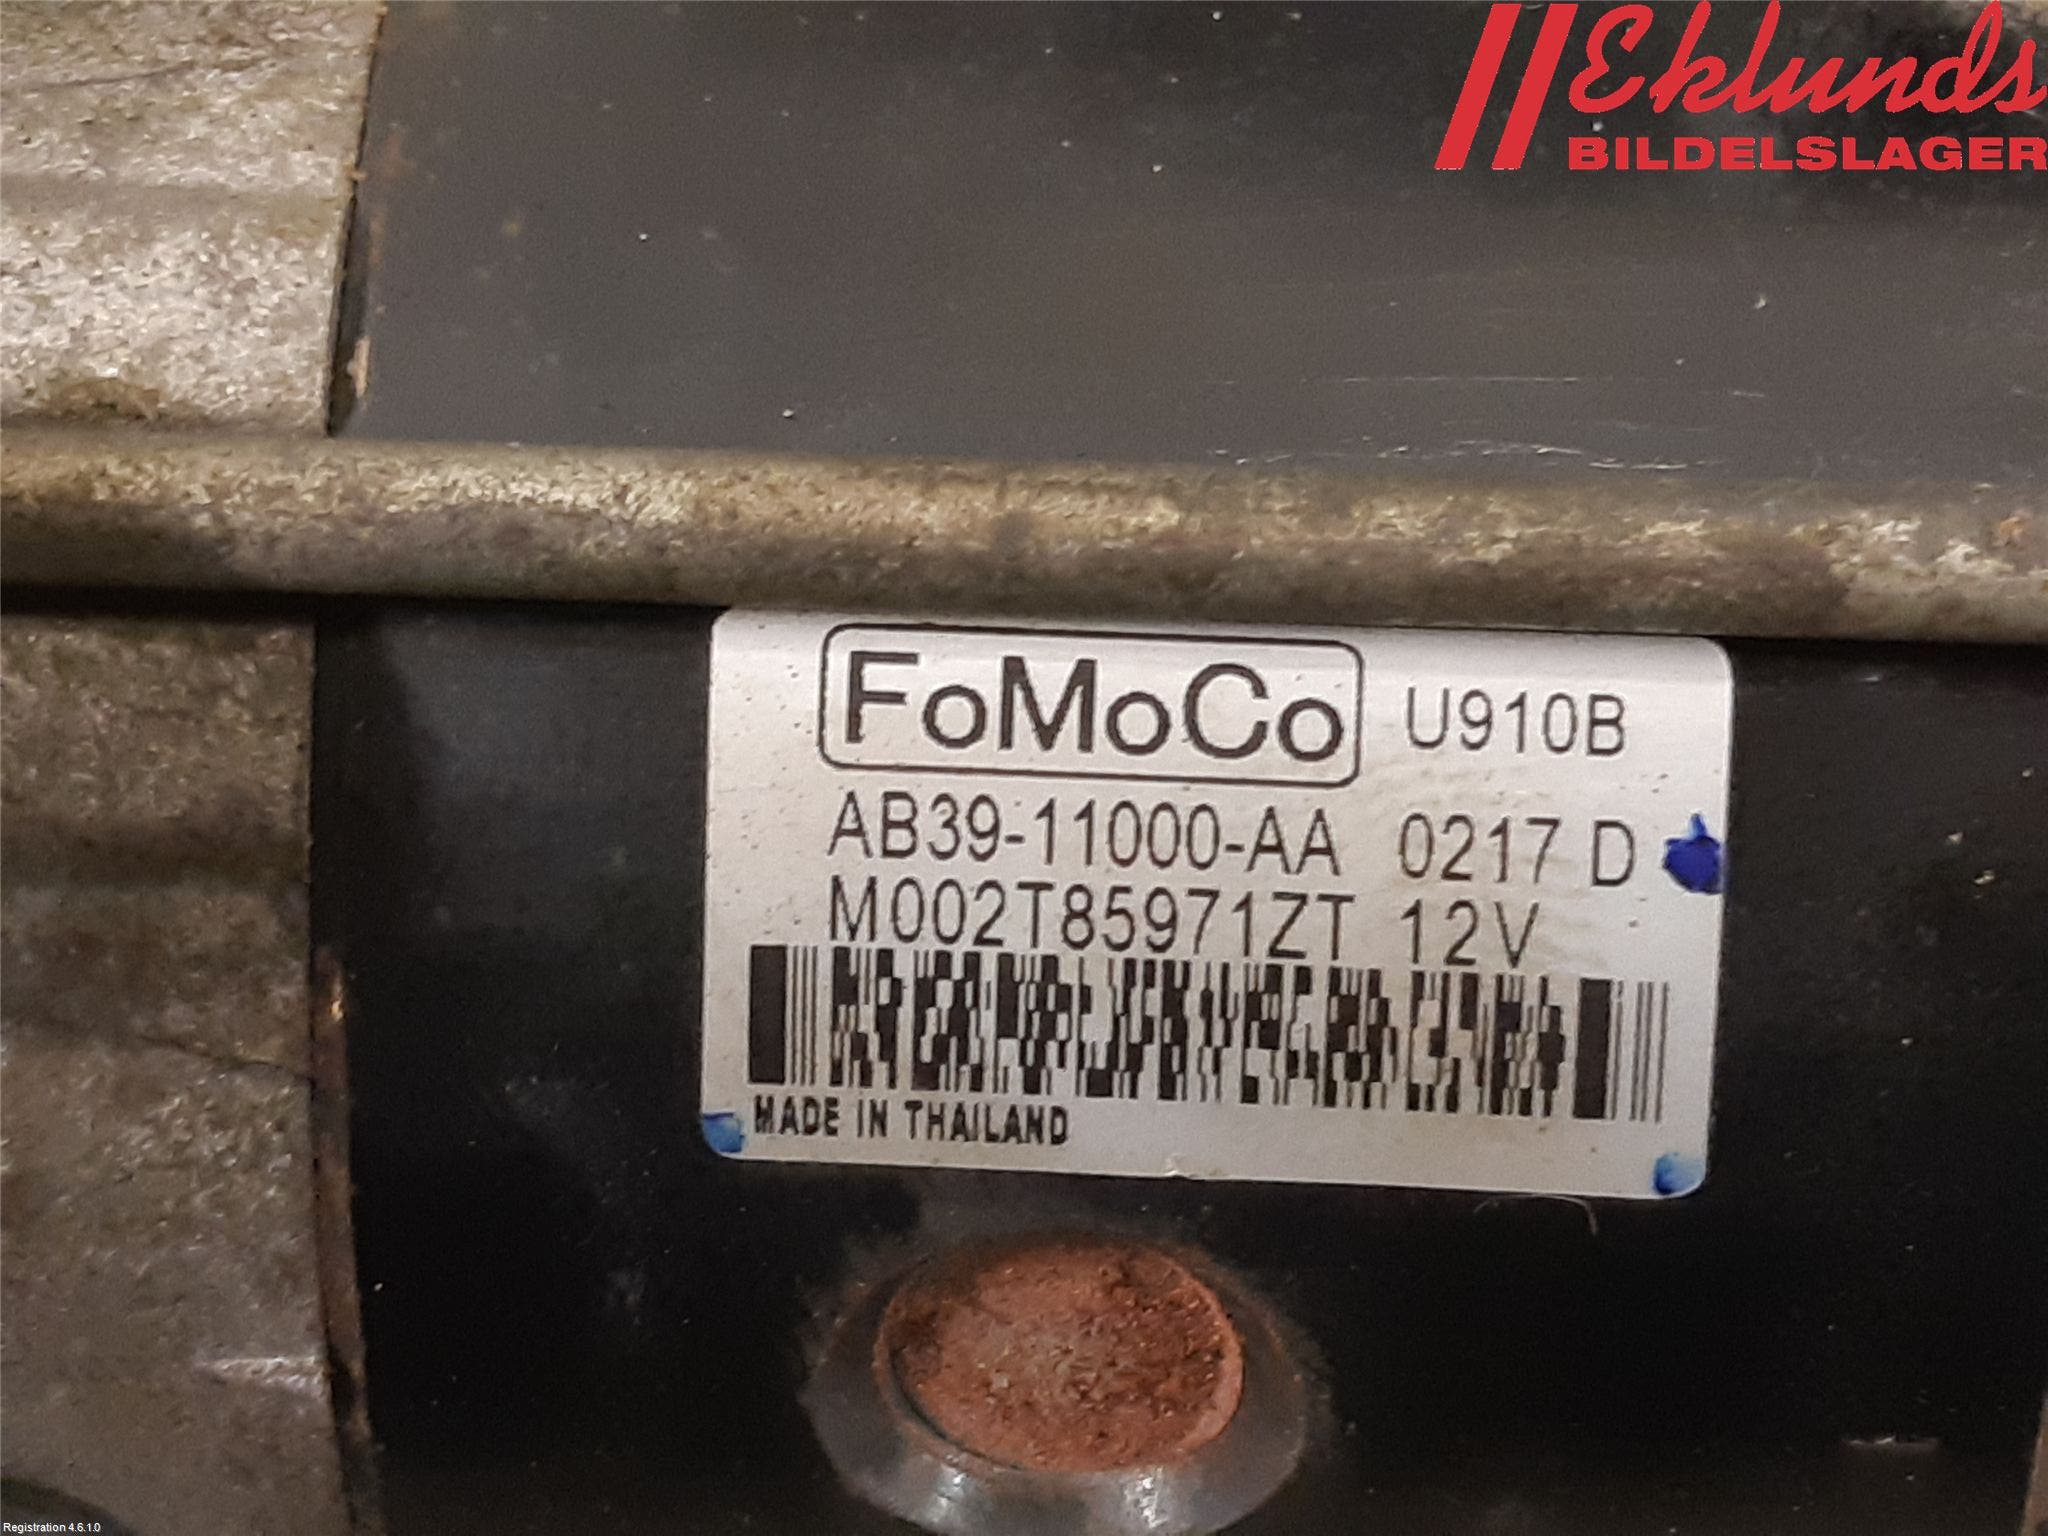 Eklunds
BILDELSLAGER
FoMoCo U910B
AB39-11000-AA 0217 D
M002T85971ZT 12V
MADE IN THAILAND
Registration 4.6.1.0